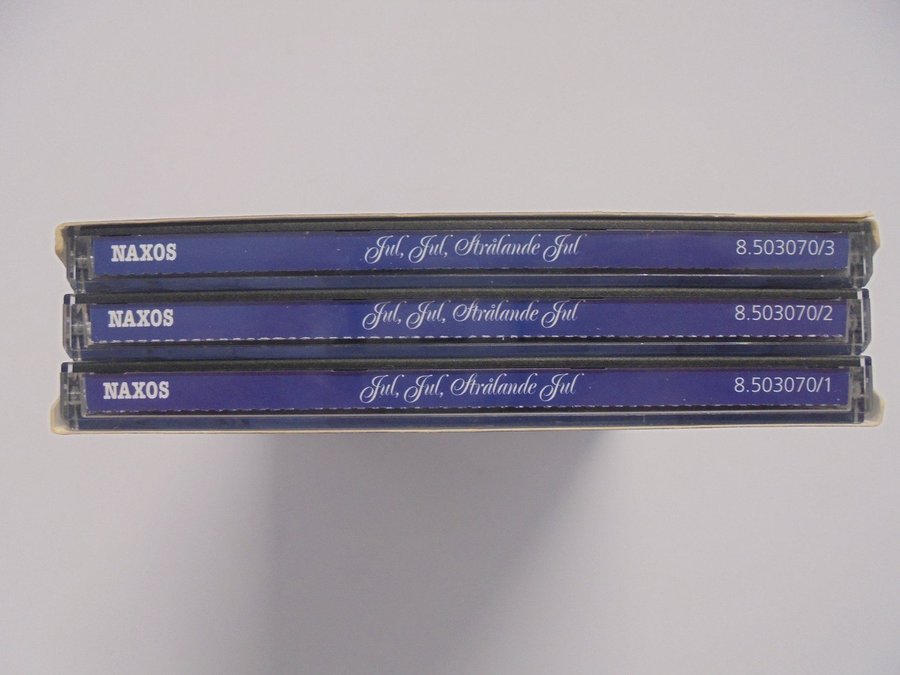 NAXOS Jul, Jul, Strålande Jul 8.503070/3
NAXOS Jul, Jul, Strålande Jul 8.503070/2
NAXOS Jul, Jul, Strålande Jul 8.503070/1